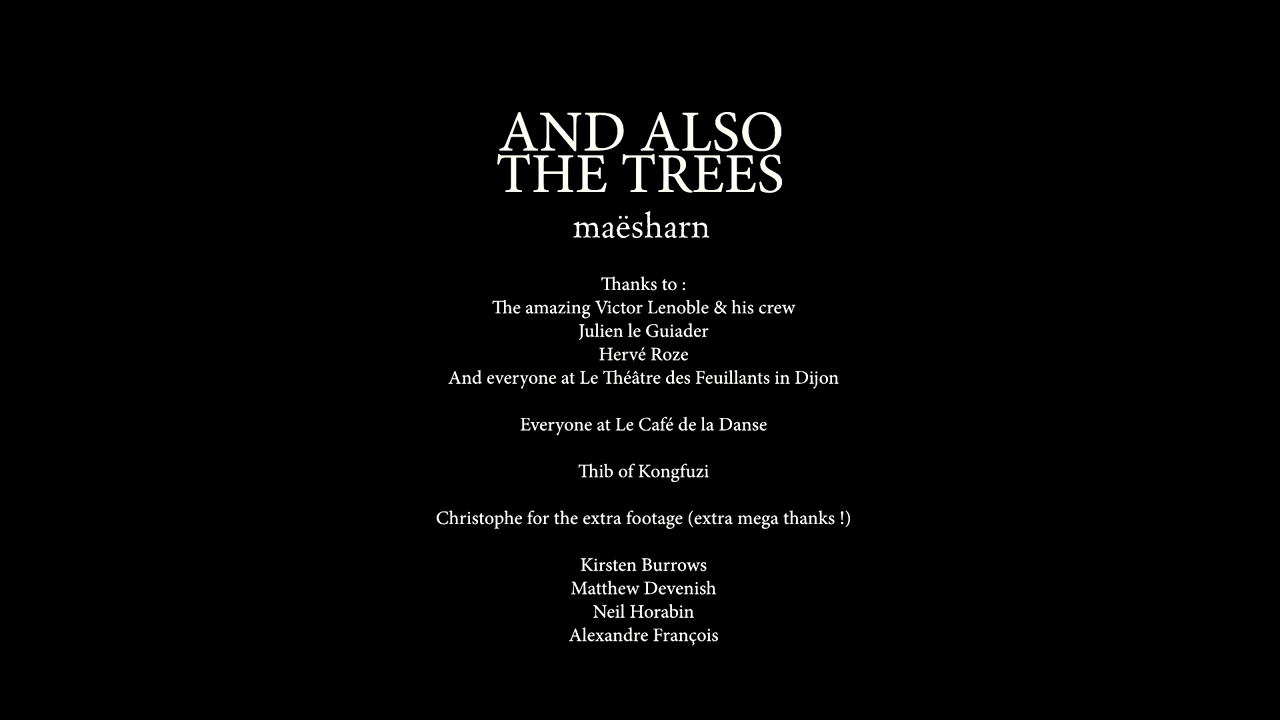 AND ALSO
THE TREES
maësharn
Thanks to :
The amazing Victor Lenoble & his crew
Julien le Guiader
Hervé Roze
And everyone at Le Théâtre des Feuillants in Dijon
Everyone at Le Café de la Danse
Thib of Kongfuzi
Christophe for the extra footage (extra mega thanks !)
Kirsten Burrows
Matthew Devenish
Neil Horabin
Alexandre François